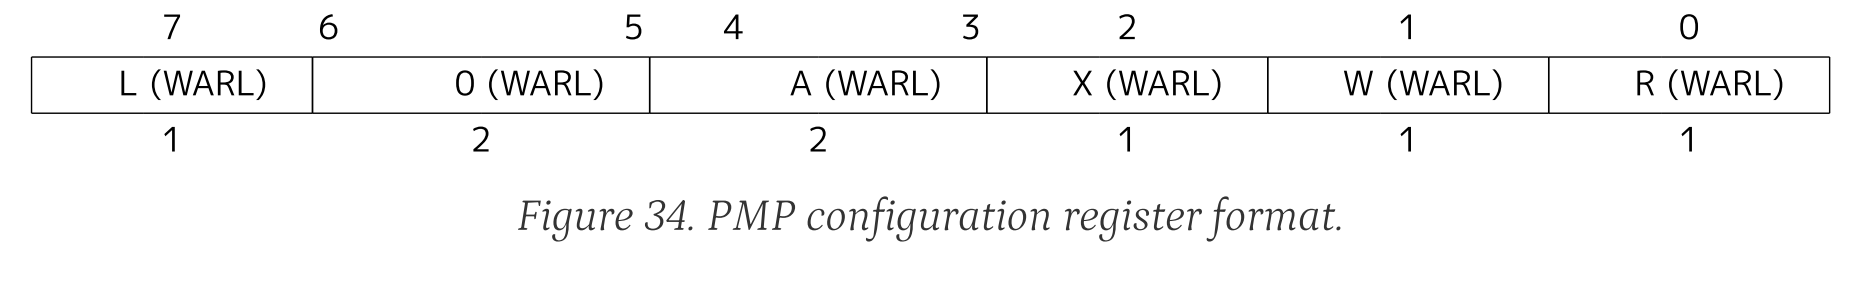 7 6 5 4 3 2 1 0
L (WARL) 0 (WARL) A (WARL) X (WARL) W (WARL) R (WARL)
1 2 2 1 1 1
Figure 34. PMP configuration register format.